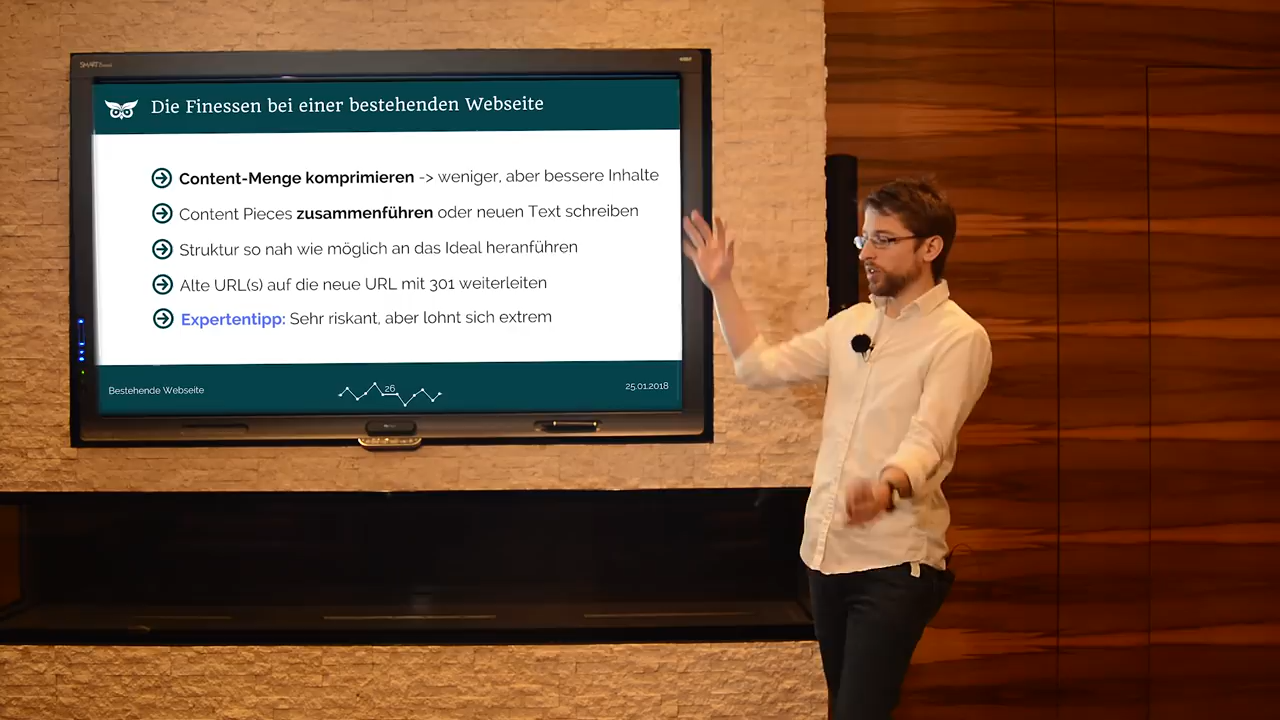 SMART Board
Die Finessen bei einer bestehenden Webseite
Content-Menge komprimieren -> weniger, aber bessere Inhalte
Content Pieces zusammenführen oder neuen Text schreiben
Struktur so nah wie möglich an das Ideal heranführen
Alte URL(s) auf die neue URL mit 301 weiterleiten
Expertentipp: Sehr riskant, aber lohnt sich extrem
Bestehende Webseite
26
25.01.2018